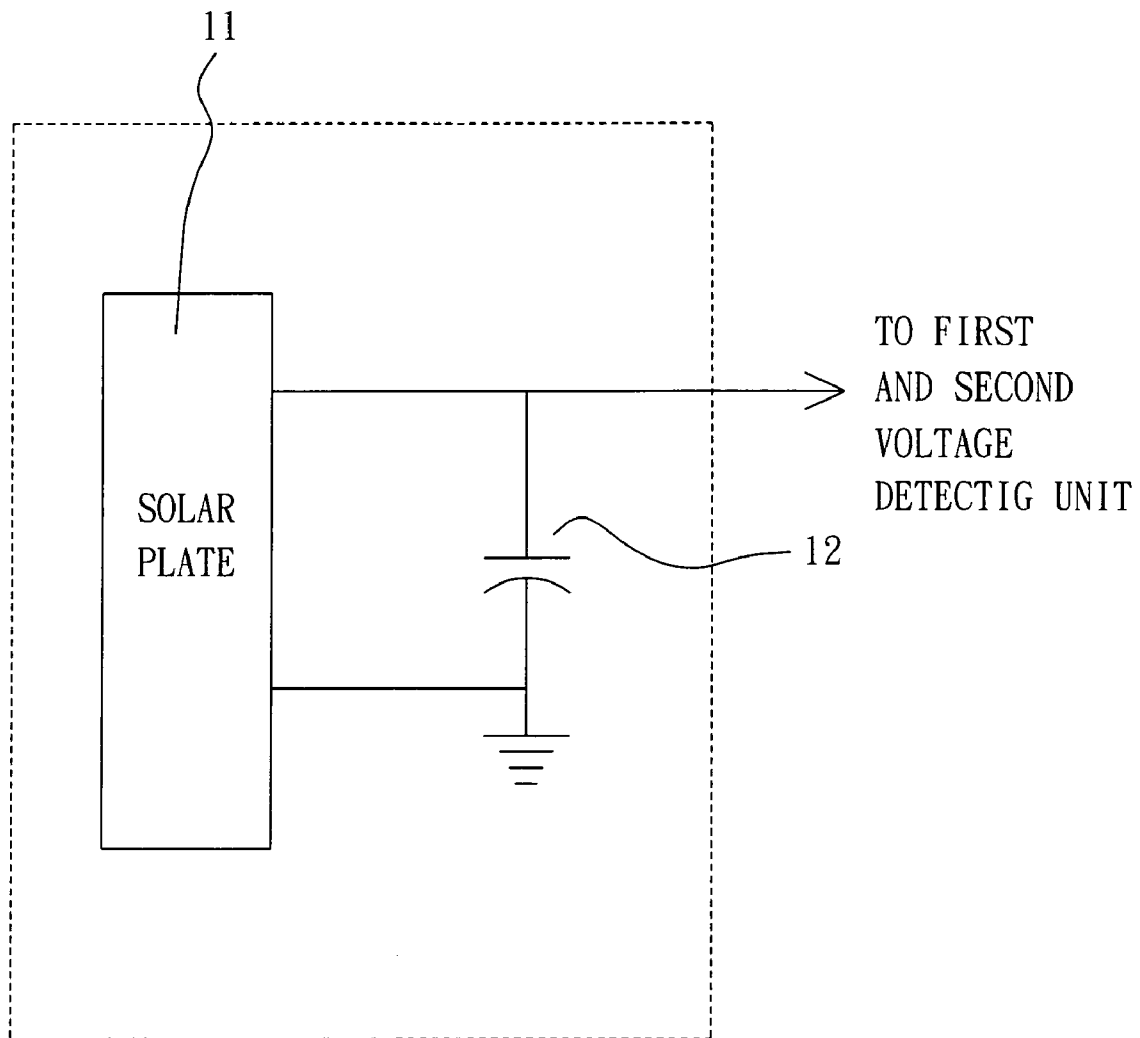 11
TO FIRST
AND SECOND
VOLTAGE
DETECTIG UNIT
SOLAR
PLATE
12